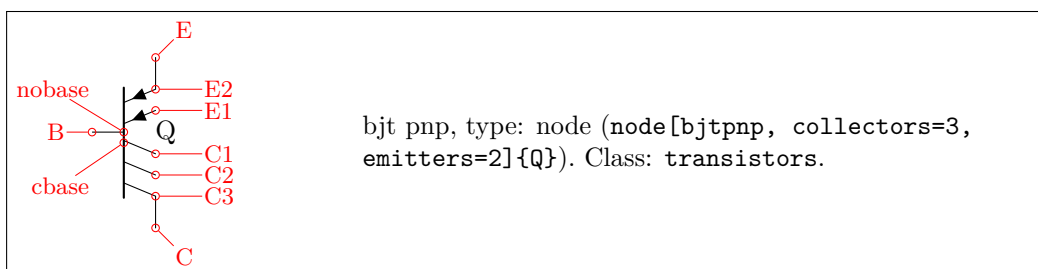 E
E2
nobase
E1
B
Q
C1
C2
cbase
C3
C
bjt pnp, type: node (node[bjtpnp, collectors=3,
emitters=2]{Q}). Class: transistors.